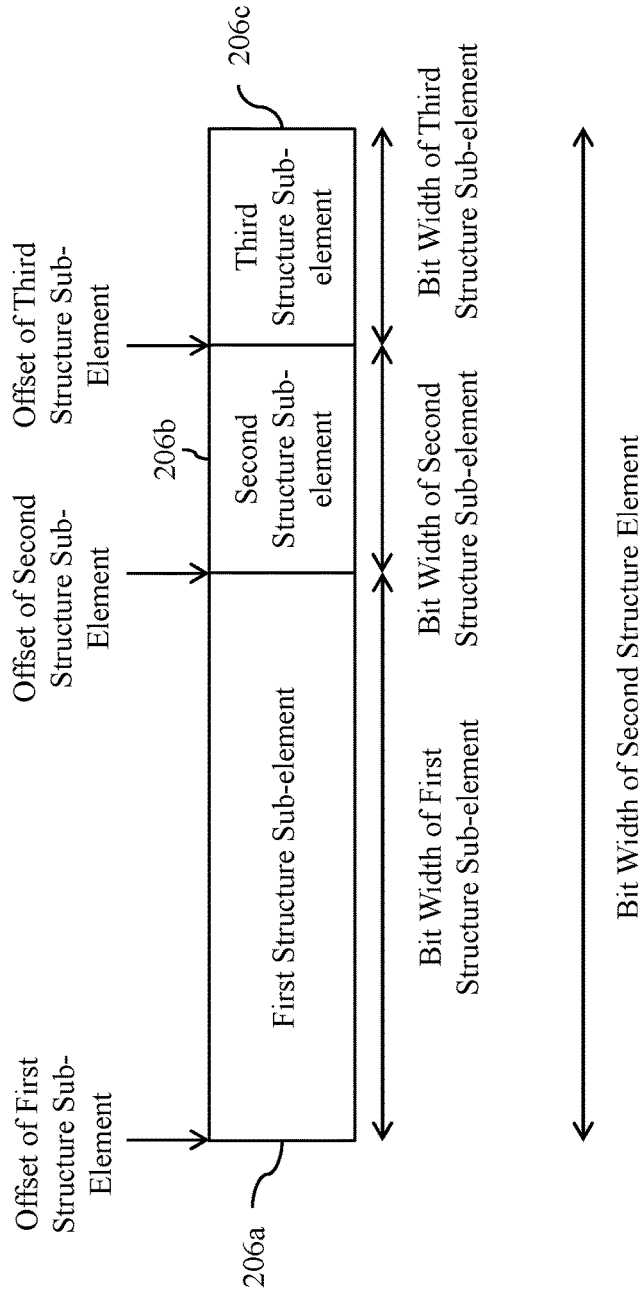 Offset of First
Structure Sub-
Element
Offset of Second
Structure Sub-
Element
Offset of Third
Structure Sub-
Element
206a
206b
206c
First Structure Sub-element
Second
Structure Sub-
element
Third
Structure Sub-
element
Bit Width of First
Structure Sub-element
Bit Width of Second
Structure Sub-element
Bit Width of Third
Structure Sub-element
Bit Width of Second Structure Element